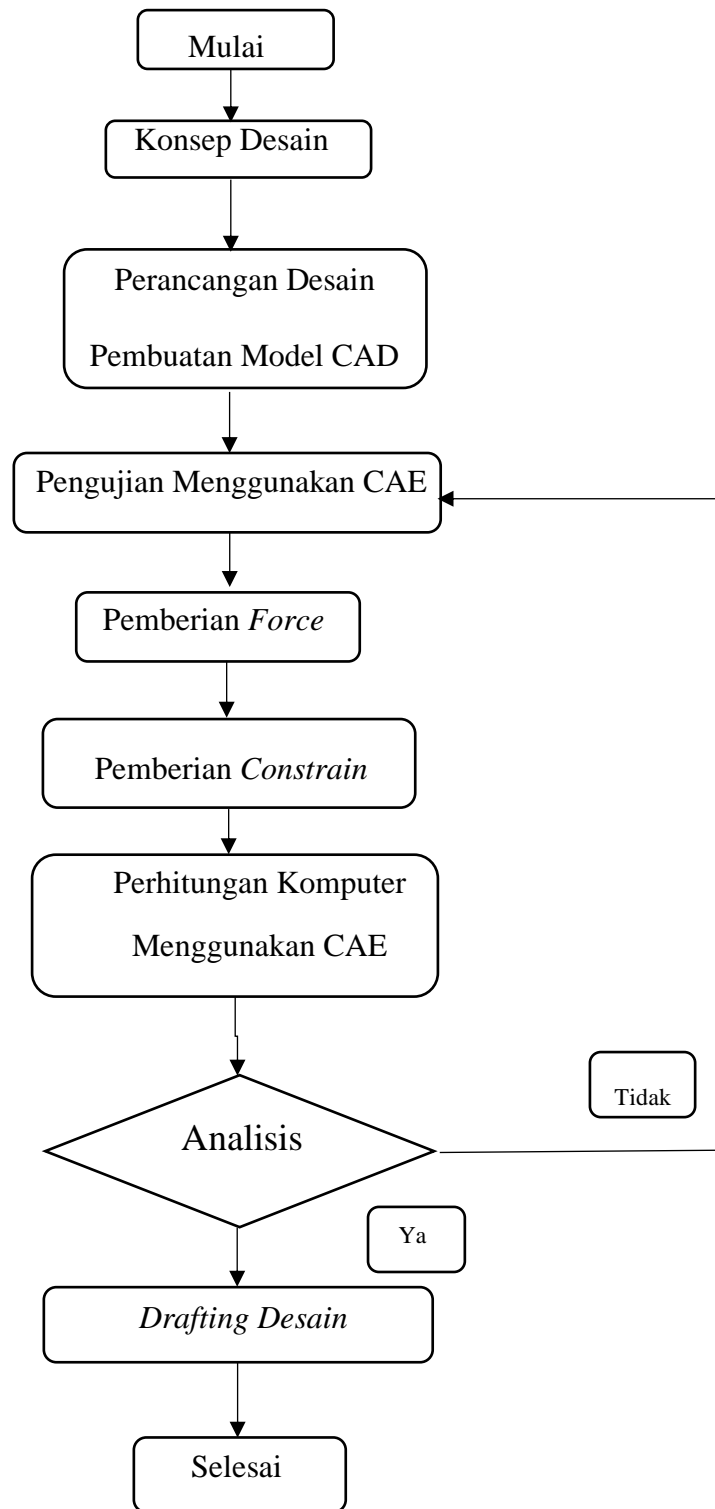 Mulai
Konsep Desain
Perancangan Desain
Pembuatan Model CAD
Pengujian Menggunakan CAE
Pemberian Force
Pemberian Constrain
Perhitungan Komputer
Menggunakan CAE
Analisis
Tidak
Ya
Drafting Desain
Selesai